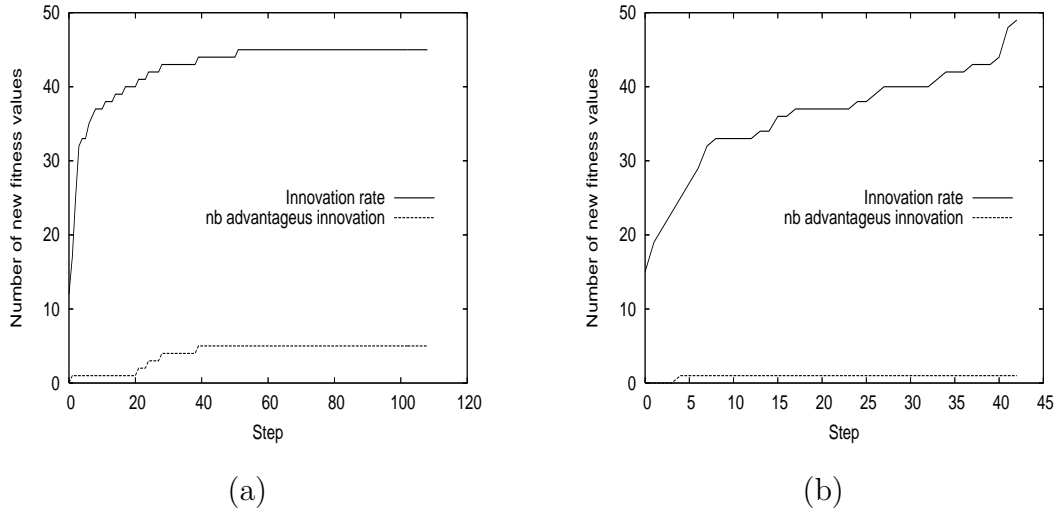 50
40
30
20
10
0
Number of new fitness values
Innovation rate
nb advantageus innovation
0 20 40 60 80 100 120
Step
(a)
50
40
30
20
10
0
Number of new fitness values
Innovation rate
nb advantageus innovation
0 5 10 15 20 25 30 35 40 45
Step
(b)